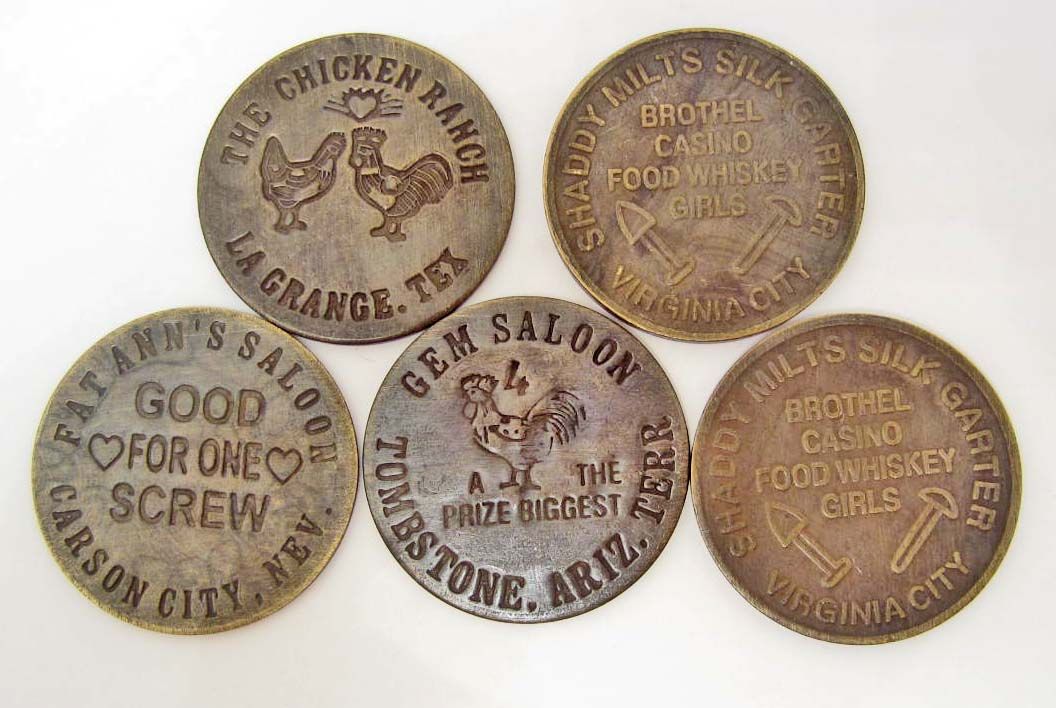 THE CHICKEN RANCH
LA GRANGE. TEX
SHADDY MILTS SILK GARTER
BROTHEL
CASINO
FOOD WHISKEY
GIRLS
VIRGINIA CITY
FAT ANN'S SALOON
GOOD
FOR ONE
SCREW
CARSON CITY, NEV.
GEM SALOON
4
A THE
PRIZE BIGGEST
TOMBSTONE, ARIZ. TERR
SHADDY MILTS SILK GARTER
BROTHEL
CASINO
FOOD WHISKEY
GIRLS
VIRGINIA CITY